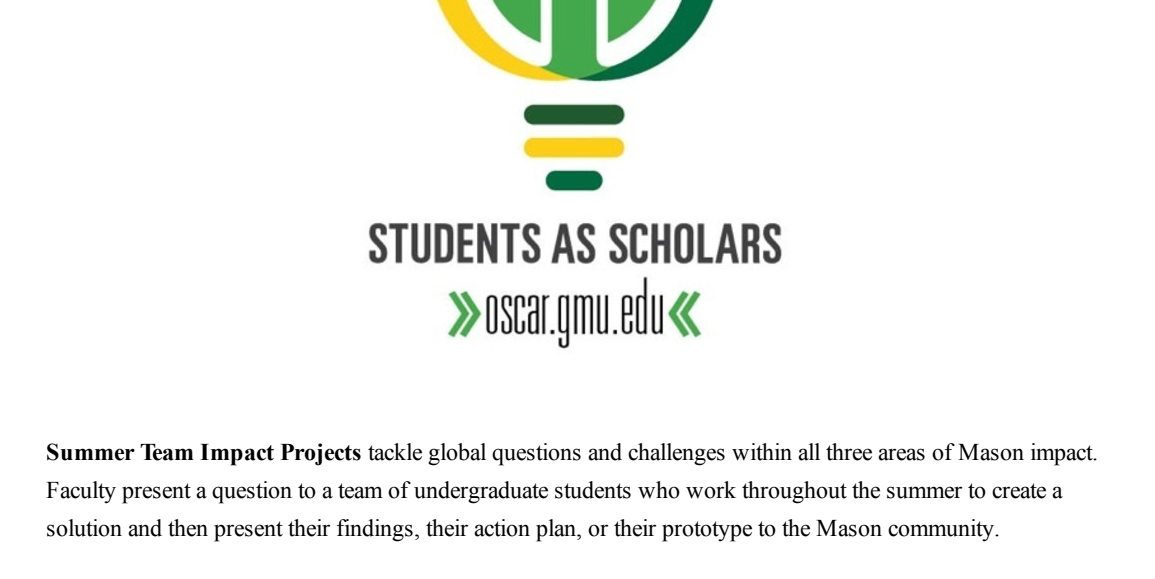 STUDENTS AS SCHOLARS
oscar.gmu.edu
Summer Team Impact Projects tackle global questions and challenges within all three areas of Mason impact.
Faculty present a question to a team of undergraduate students who work throughout the summer to create a
solution and then present their findings, their action plan, or their prototype to the Mason community.